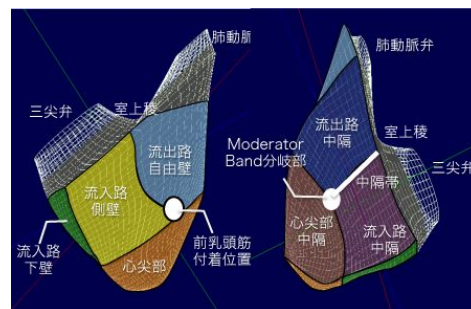 肺動脈弁
三尖弁
室上稜
流出路
自由壁
流入路
側壁
流入路
下壁
心尖部
前乳頭筋
付着位置
肺動脈弁
流出路
中隔
室上稜
Moderator
Band分岐部
三尖弁
中隔帯
心尖部
中隔
流入路
中隔